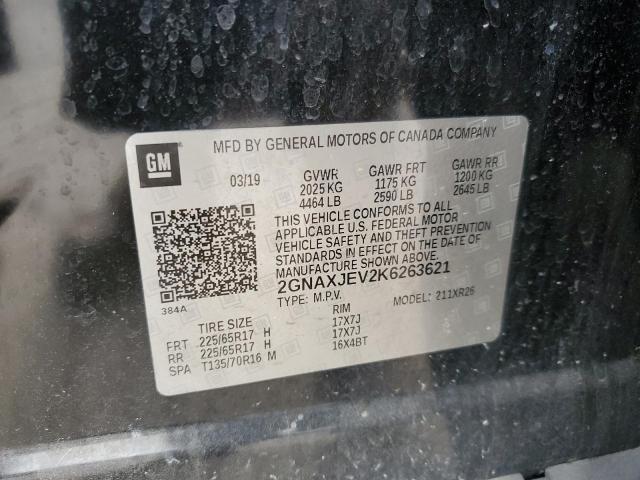 MFD BY GENERAL MOTORS OF CANADA COMPANY
GM
03/19
GVWR GAWR FRT GAWR RR
2025 KG 1175 KG 1200 KG
4464 LB 2590 LB 2645 LB
THIS VEHICLE CONFORMS TO ALL
APPLICABLE U.S. FEDERAL MOTOR
VEHICLE SAFETY AND THEFT PREVENTION
STANDARDS IN EFFECT ON THE DATE OF
MANUFACTURE SHOWN ABOVE.
2GNAXJEV2K6263621
TYPE: M.P.V. MODEL: 211XR26
384A
TIRE SIZE RIM
FRT 225/65R17 H 17X7J
RR 225/65R17 H 17X7J
SPA T135/70R16 M 16X4BT